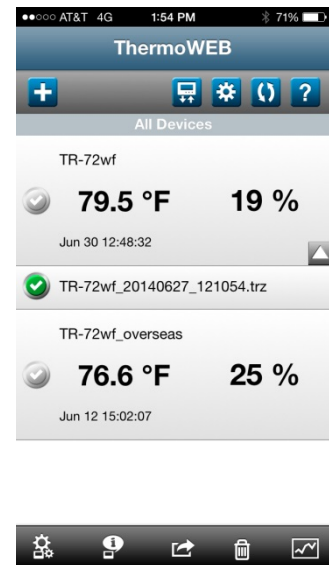 AT&T 4G 1:54 PM 71%
ThermoWEB
+ ?
All Devices
TR-72wf
79.5 °F 19 %
Jun 30 12:48:32
TR-72wf_20140627_121054.trz
TR-72wf_overseas
76.6 °F 25 %
Jun 12 15:02:07